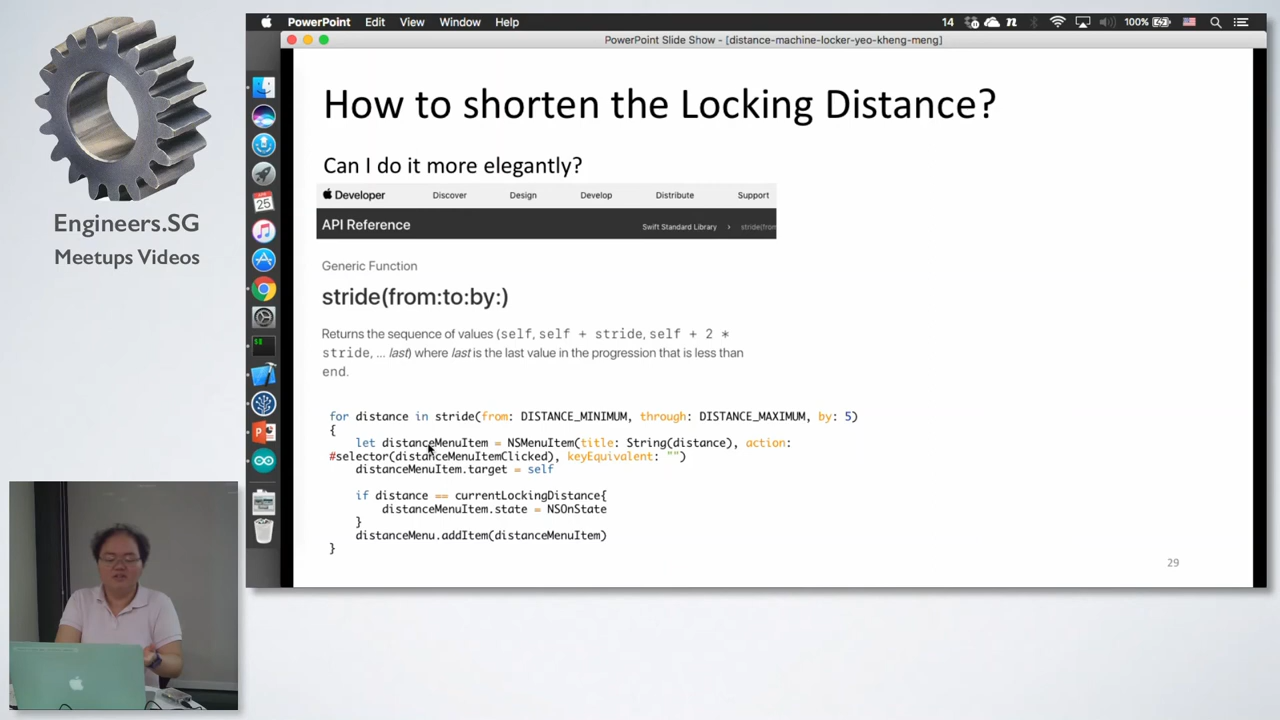 PowerPoint Edit View Window Help
14 100%
PowerPoint Slide Show - [distance-machine-locker-yeo-kheng-meng]
Engineers.SG
Meetups Videos
25
How to shorten the Locking Distance?
Can I do it more elegantly?
Developer Discover Design Develop Distribute Support
API Reference Swift Standard Library › stride(from
Generic Function
stride(from:to:by:)
Returns the sequence of values (self, self + stride, self + 2 *
stride, … last) where last is the last value in the progression that is less than
end.
for distance in stride(from: DISTANCE_MINIMUM, through: DISTANCE_MAXIMUM, by: 5)
{
let distanceMenuItem = NSMenuItem(title: String(distance), action:
#selector(distanceMenuItemClicked), keyEquivalent: "")
distanceMenuItem.target = self
if distance == currentLockingDistance{
distanceMenuItem.state = NSOnState
}
distanceMenu.addItem(distanceMenuItem)
}
29